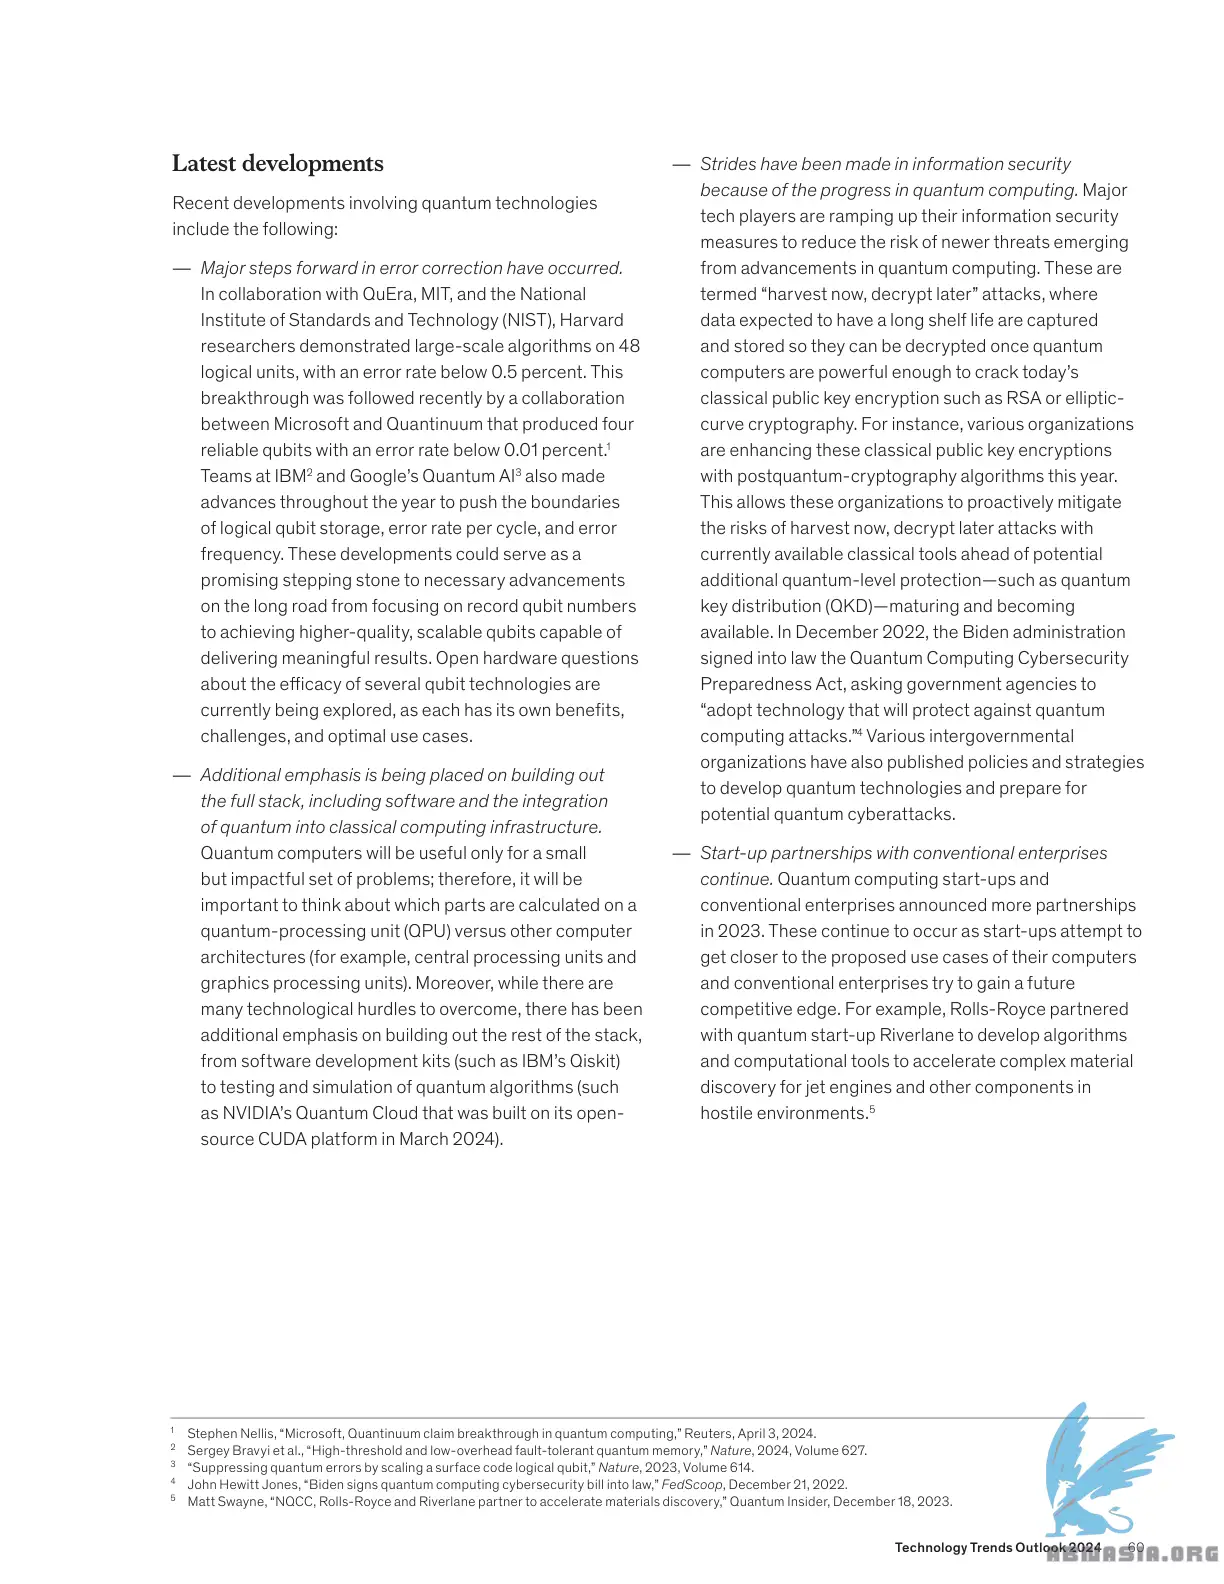 Latest developments
Recent developments involving quantum technologies
include the following:
— Major steps forward in error correction have occurred.
In collaboration with QuEra, MIT, and the National
Institute of Standards and Technology (NIST), Harvard
researchers demonstrated large-scale algorithms on 48
logical units, with an error rate below 0.5 percent. This
breakthrough was followed recently by a collaboration
between Microsoft and Quantinuum that produced four
reliable qubits with an error rate below 0.01 percent.¹
Teams at IBM² and Google’s Quantum AI³ also made
advances throughout the year to push the boundaries
of logical qubit storage, error rate per cycle, and error
frequency. These developments could serve as a
promising stepping stone to necessary advancements
on the long road from focusing on record qubit numbers
to achieving higher-quality, scalable qubits capable of
delivering meaningful results. Open hardware questions
about the efficacy of several qubit technologies are
currently being explored, as each has its own benefits,
challenges, and optimal use cases.
— Additional emphasis is being placed on building out
the full stack, including software and the integration
of quantum into classical computing infrastructure.
Quantum computers will be useful only for a small
but impactful set of problems; therefore, it will be
important to think about which parts are calculated on a
quantum-processing unit (QPU) versus other computer
architectures (for example, central processing units and
graphics processing units). Moreover, while there are
many technological hurdles to overcome, there has been
additional emphasis on building out the rest of the stack,
from software development kits (such as IBM’s Qiskit)
to testing and simulation of quantum algorithms (such
as NVIDIA’s Quantum Cloud that was built on its open-
source CUDA platform in March 2024).
— Strides have been made in information security
because of the progress in quantum computing. Major
tech players are ramping up their information security
measures to reduce the risk of newer threats emerging
from advancements in quantum computing. These are
termed “harvest now, decrypt later” attacks, where
data expected to have a long shelf life are captured
and stored so they can be decrypted once quantum
computers are powerful enough to crack today’s
classical public key encryption such as RSA or elliptic-
curve cryptography. For instance, various organizations
are enhancing these classical public key encryptions
with postquantum-cryptography algorithms this year.
This allows these organizations to proactively mitigate
the risks of harvest now, decrypt later attacks with
currently available classical tools ahead of potential
additional quantum-level protection—such as quantum
key distribution (QKD)—maturing and becoming
available. In December 2022, the Biden administration
signed into law the Quantum Computing Cybersecurity
Preparedness Act, asking government agencies to
“adopt technology that will protect against quantum
computing attacks.”⁴ Various intergovernmental
organizations have also published policies and strategies
to develop quantum technologies and prepare for
potential quantum cyberattacks.
— Start-up partnerships with conventional enterprises
continue. Quantum computing start-ups and
conventional enterprises announced more partnerships
in 2023. These continue to occur as start-ups attempt to
get closer to the proposed use cases of their computers
and conventional enterprises try to gain a future
competitive edge. For example, Rolls-Royce partnered
with quantum start-up Riverlane to develop algorithms
and computational tools to accelerate complex material
discovery for jet engines and other components in
hostile environments.⁵
¹ Stephen Nellis, “Microsoft, Quantinuum claim breakthrough in quantum computing,” Reuters, April 3, 2024.
² Sergey Bravyi et al., “High-threshold and low-overhead fault-tolerant quantum memory,” Nature, 2024, Volume 627.
³ “Suppressing quantum errors by scaling a surface code logical qubit,” Nature, 2023, Volume 614.
⁴ John Hewitt Jones, “Biden signs quantum computing cybersecurity bill into law,” FedScoop, December 21, 2022.
⁵ Matt Swayne, “NQCC, Rolls-Royce and Riverlane partner to accelerate materials discovery,” Quantum Insider, December 18, 2023.
Technology Trends Outlook 2024 60
ABWASIA.ORG